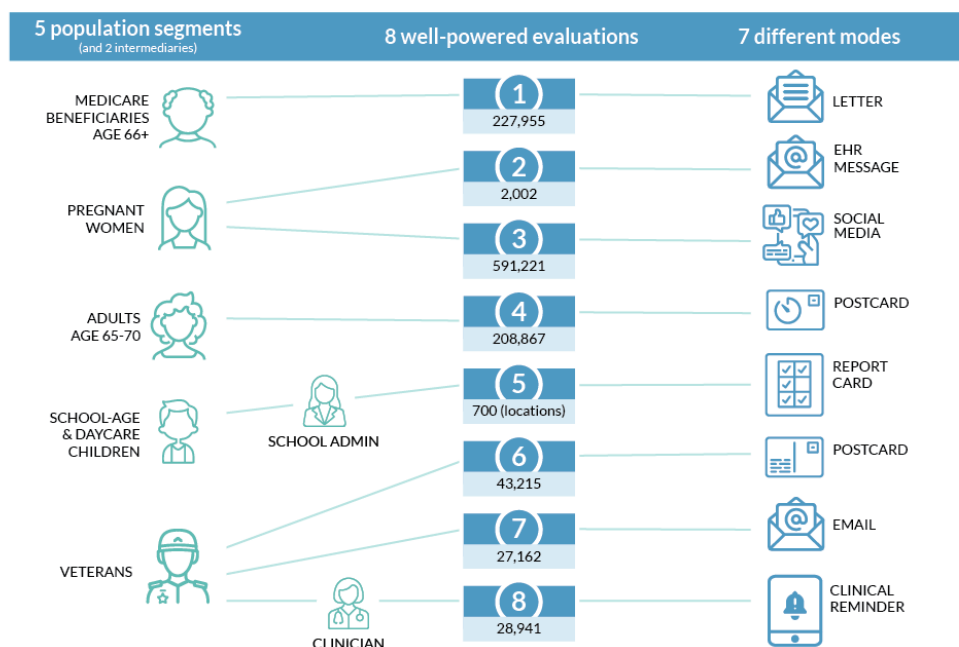 5 population segments
(and 2 intermediaries)
8 well-powered evaluations
7 different modes
MEDICARE
BENEFICIARIES
AGE 66+
1
227,955
LETTER
PREGNANT
WOMEN
2
2,002
EHR
MESSAGE
3
591,221
SOCIAL
MEDIA
ADULTS
AGE 65-70
4
208,867
POSTCARD
SCHOOL-AGE
& DAYCARE
CHILDREN
SCHOOL ADMIN
5
700 (locations)
REPORT
CARD
VETERANS
6
43,215
POSTCARD
7
27,162
EMAIL
CLINICIAN
8
28,941
CLINICAL
REMINDER